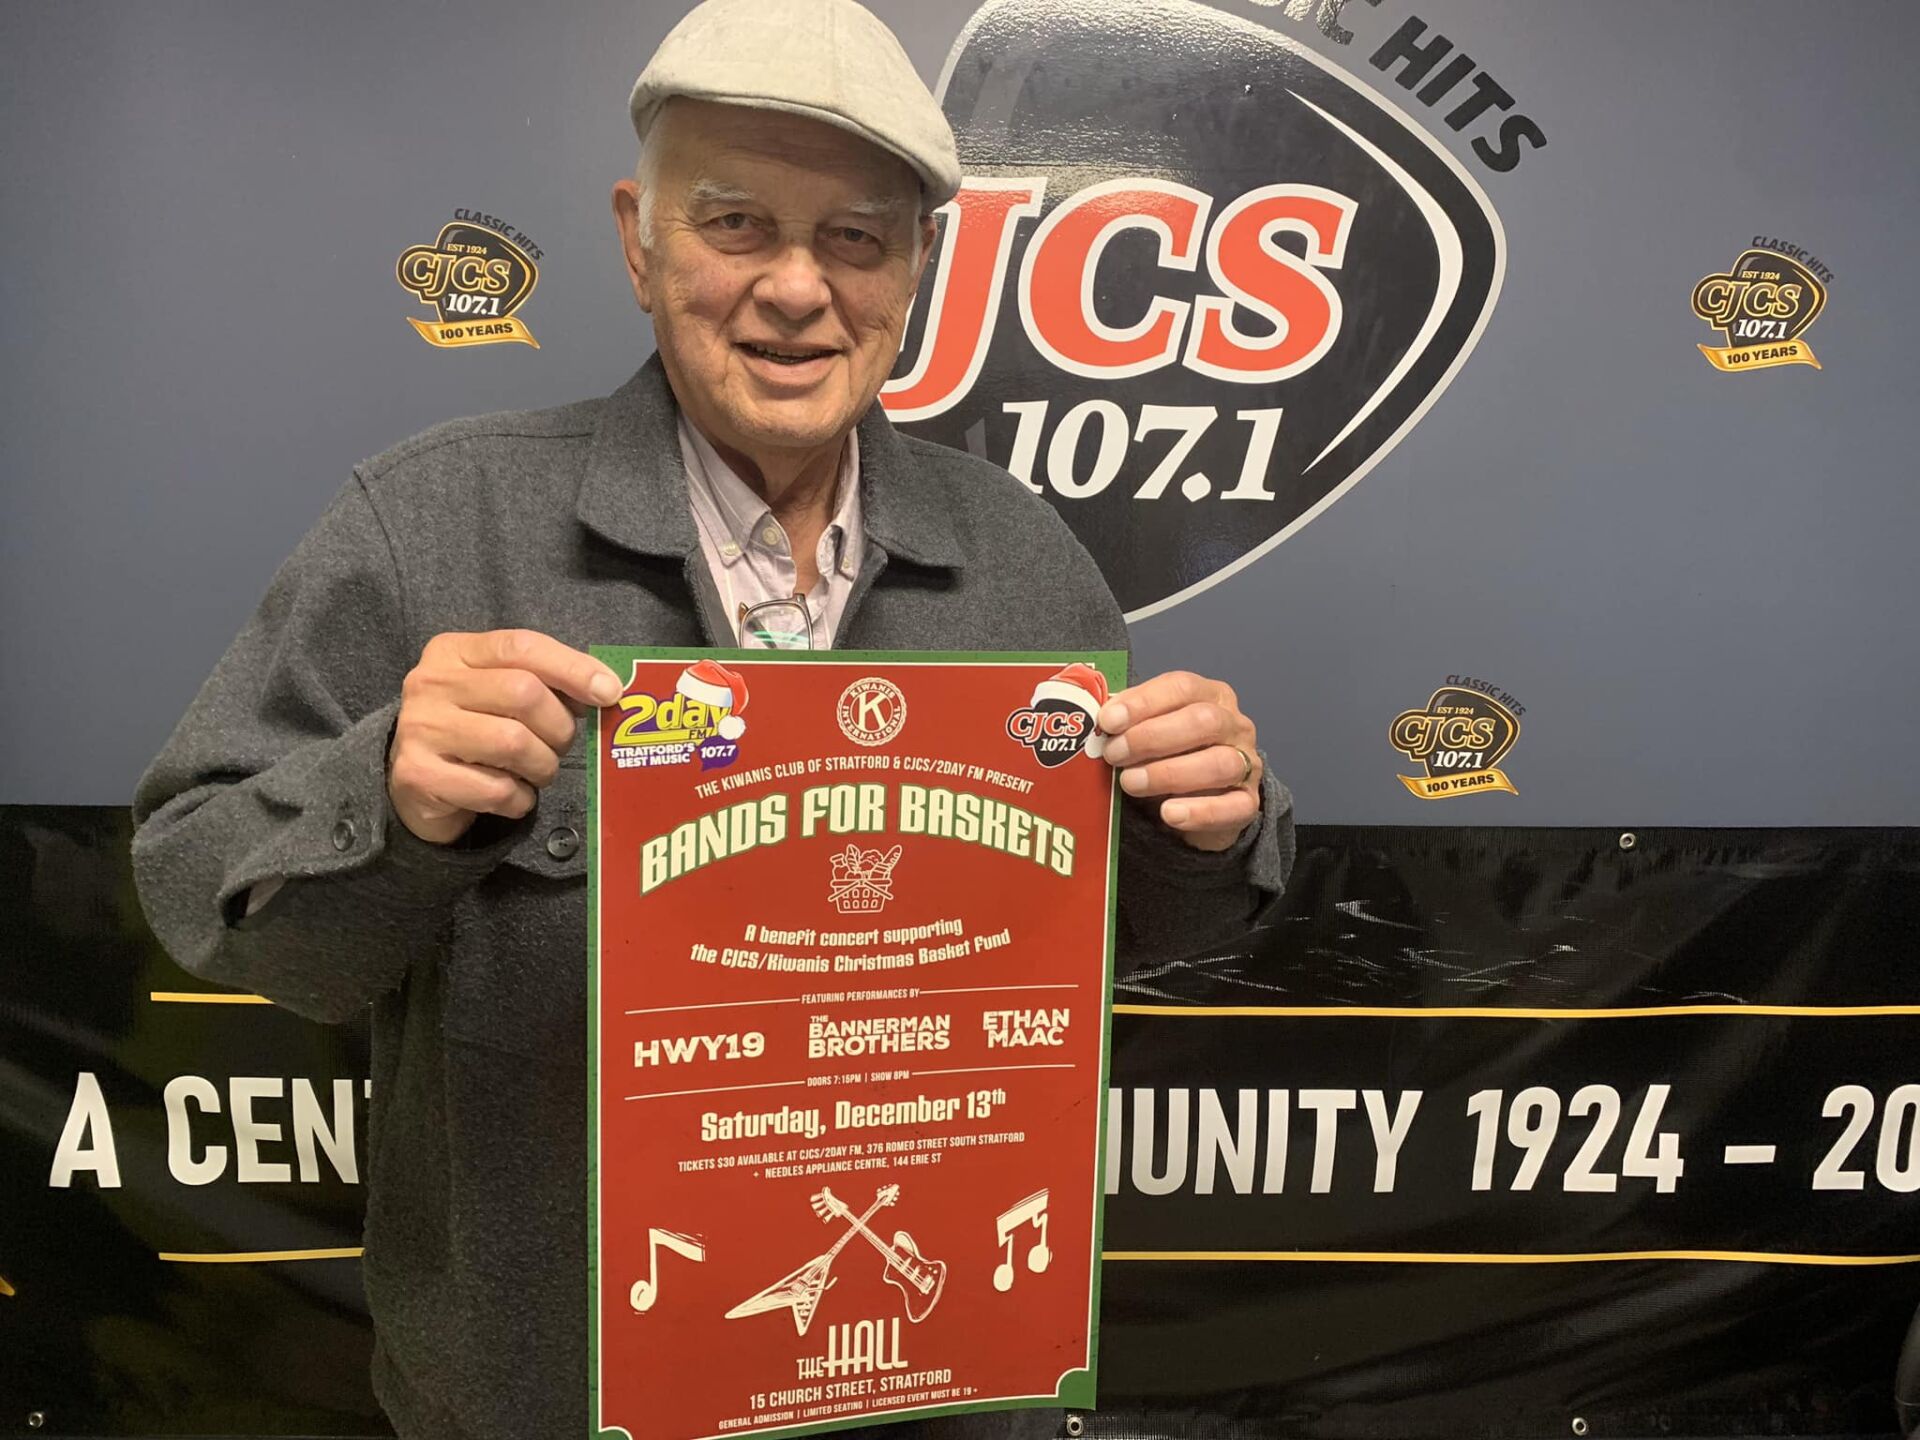 CLASSIC HITS
CJCS
107.1
CLASSIC HITS
EST 1924
CJCS
107.1
100 YEARS
CLASSIC HITS
EST 1924
CJCS
107.1
100 YEARS
CLASSIC HITS
EST 1924
CJCS
107.1
100 YEARS
2day
FM
STRATFORD'S
BEST MUSIC
107.7
KIWANIS
K
INTERNATIONAL
CJCS
107.1
THE KIWANIS CLUB OF STRATFORD & CJCS/2DAY FM PRESENT
BANDS FOR BASKETS
A benefit concert supporting
the CJCS/Kiwanis Christmas Basket Fund
FEATURING PERFORMANCES BY
HWY19
THE
BANNERMAN
BROTHERS
ETHAN
MAAC
DOORS 7:15PM | SHOW 8PM
Saturday, December 13th
TICKETS $30 AVAILABLE AT CJCS/2DAY FM, 376 ROMEO STREET SOUTH STRATFORD
+ NEEDLES APPLIANCE CENTRE, 144 ERIE ST
THE HALL
15 CHURCH STREET, STRATFORD
GENERAL ADMISSION | LIMITED SEATING | LICENSED EVENT MUST BE 19+
A CEN
MUNITY 1924 - 20